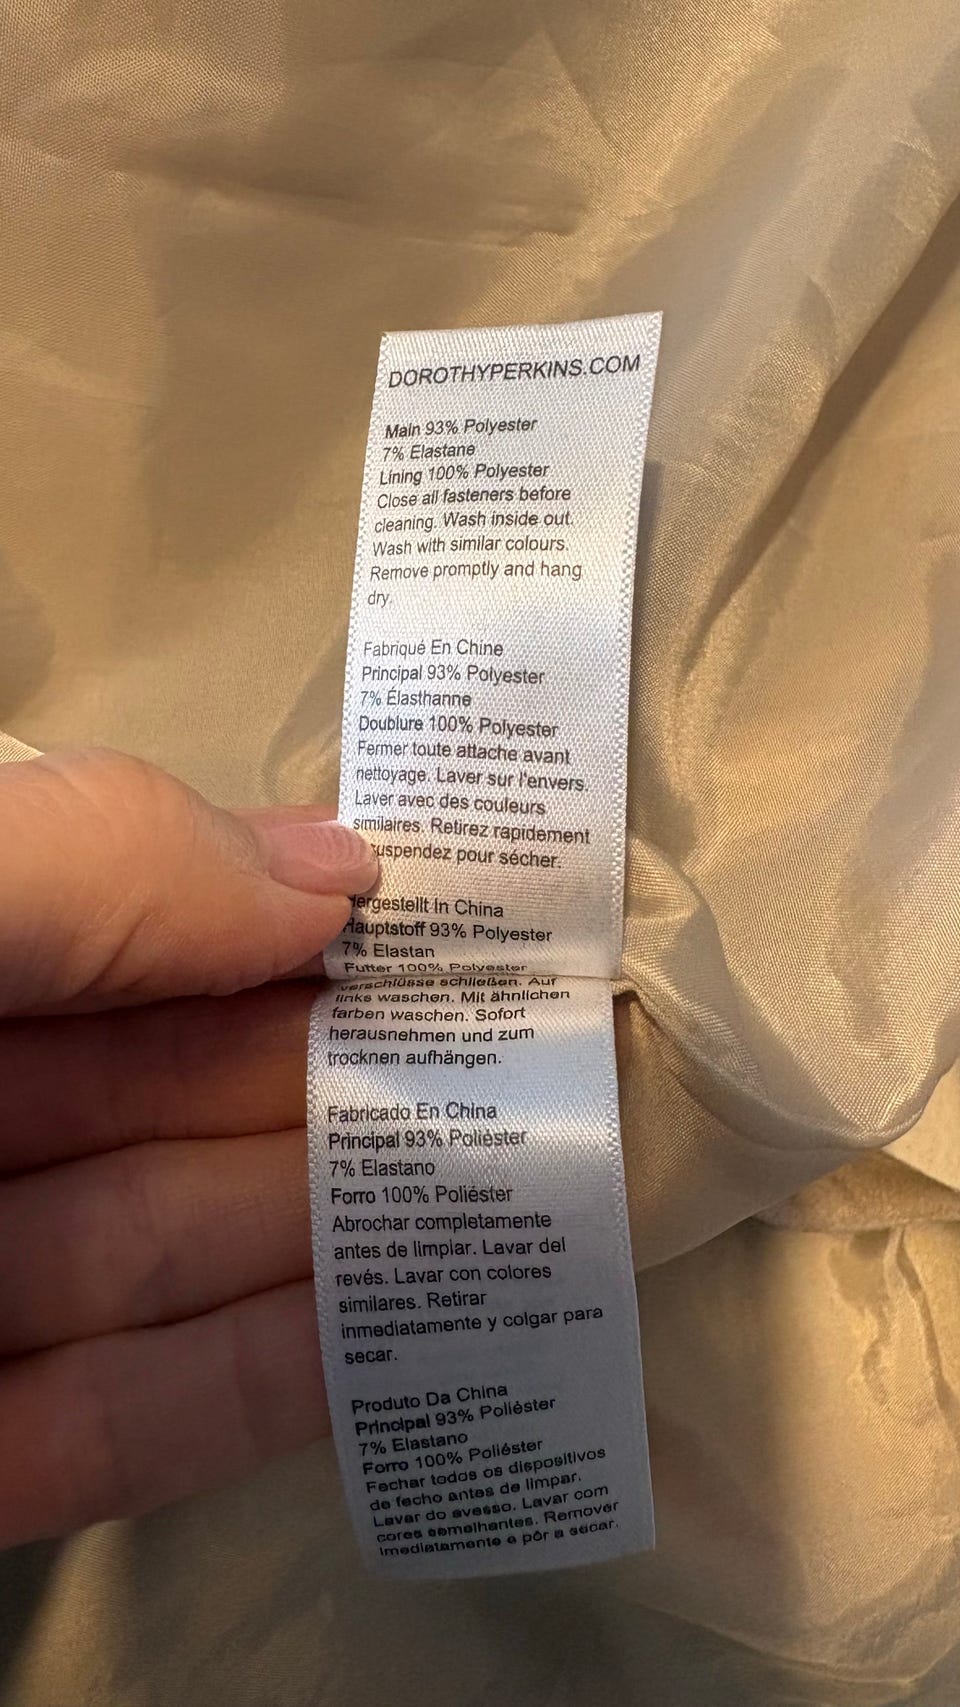 DOROTHYPERKINS.COM
Main 93% Polyester
7% Elastane
Lining 100% Polyester
Close all fasteners before
cleaning. Wash inside out.
Wash with similar colours.
Remove promptly and hang
dry.
Fabriqué En Chine
Principal 93% Polyester
7% Élasthanne
Doublure 100% Polyester
Fermer toute attache avant
nettoyage. Laver sur l'envers.
Laver avec des couleurs
similaires. Retirez rapidement
suspendez pour sécher.
Hergestellt In China
Hauptstoff 93% Polyester
7% Elastan
Futter 100% Polyester
verschlüsse schließen. Auf
links waschen. Mit ähnlichen
farben waschen. Sofort
herausnehmen und zum
trocknen aufhängen.
Fabricado En China
Principal 93% Poliéster
7% Elastano
Forro 100% Poliéster
Abrochar completamente
antes de limpiar. Lavar del
revés. Lavar con colores
similares. Retirar
inmediatamente y colgar para
secar.
Produto Da China
Principal 93% Poliéster
7% Elastano
Forro 100% Poliéster
Fechar todos os dispositivos
de fecho antes de limpar.
Lavar do avesso. Lavar com
cores semelhantes. Remover
imediatamente e pôr a secar.